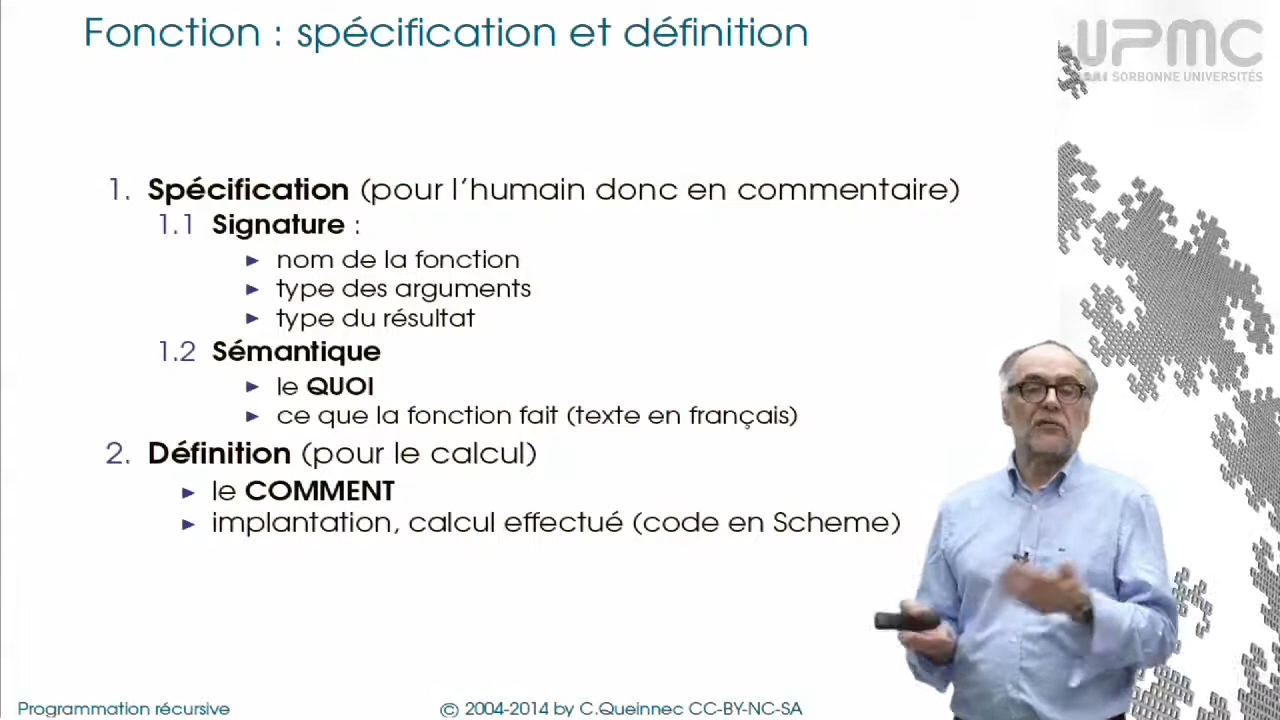 Fonction : spécification et définition
UPMC
SORBONNE UNIVERSITÉS
1. Spécification (pour l'humain donc en commentaire)
1.1 Signature :
► nom de la fonction
► type des arguments
► type du résultat
1.2 Sémantique
► le QUOI
► ce que la fonction fait (texte en français)
2. Définition (pour le calcul)
► le COMMENT
► implantation, calcul effectué (code en Scheme)
Programmation récursive
© 2004-2014 by C.Queinnec CC-BY-NC-SA